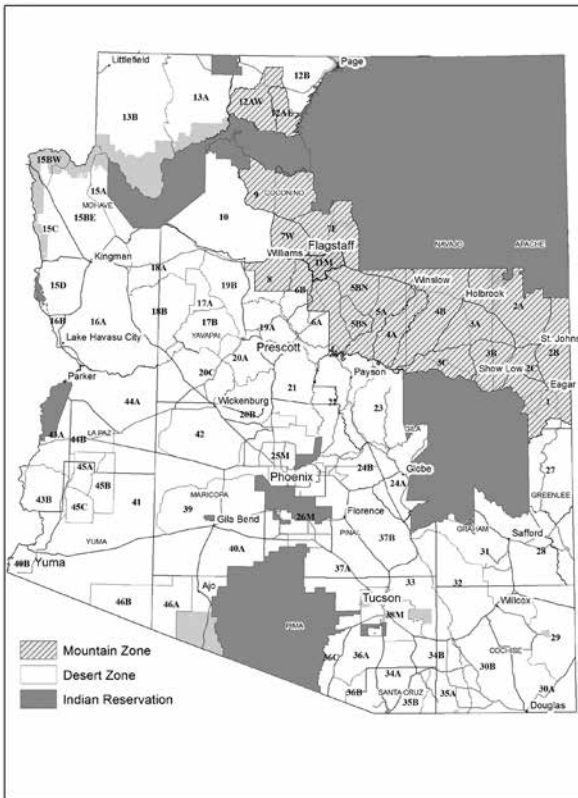 Littlefield
12B
Page
13A
13B
12AW
12AE
15BW
15A
9
COCONINO
MOHAVE
15BE
10
15C
7W
7E
Flagstaff
NAVAJO
APACHE
Williams
11M
Kingman
18A
8
6B
5BN
Winslow
Holbrook
15D
19B
5A
4B
2A
17A
18B
16B
16A
17B
5BS
3A
St. Johns
YAVAPAI
19A
6A
4A
Lake Havasu City
Prescott
3B
2B
20A
3C
Show Low
2C
Parker
20C
Payson
Eagar
44A
Wickenburg
21
22
23
1
20B
GILA
43A
LA PAZ
44B
42
25M
27
45A
Phoenix
24B
Globe
45B
24A
GREENLEE
43B
41
MARICOPA
45C
39
Florence
26M
GRAHAM
Safford
Gila Bend
PINAL
37B
YUMA
31
28
40A
40B
Yuma
37A
33
32
Ajo
Tucson
46B
46A
Willcox
38M
PIMA
29
COCHISE
36C
36A
34B
30B
34A
SANTA CRUZ
36B
35A
30A
35B
Douglas
Mountain Zone
Desert Zone
Indian Reservation